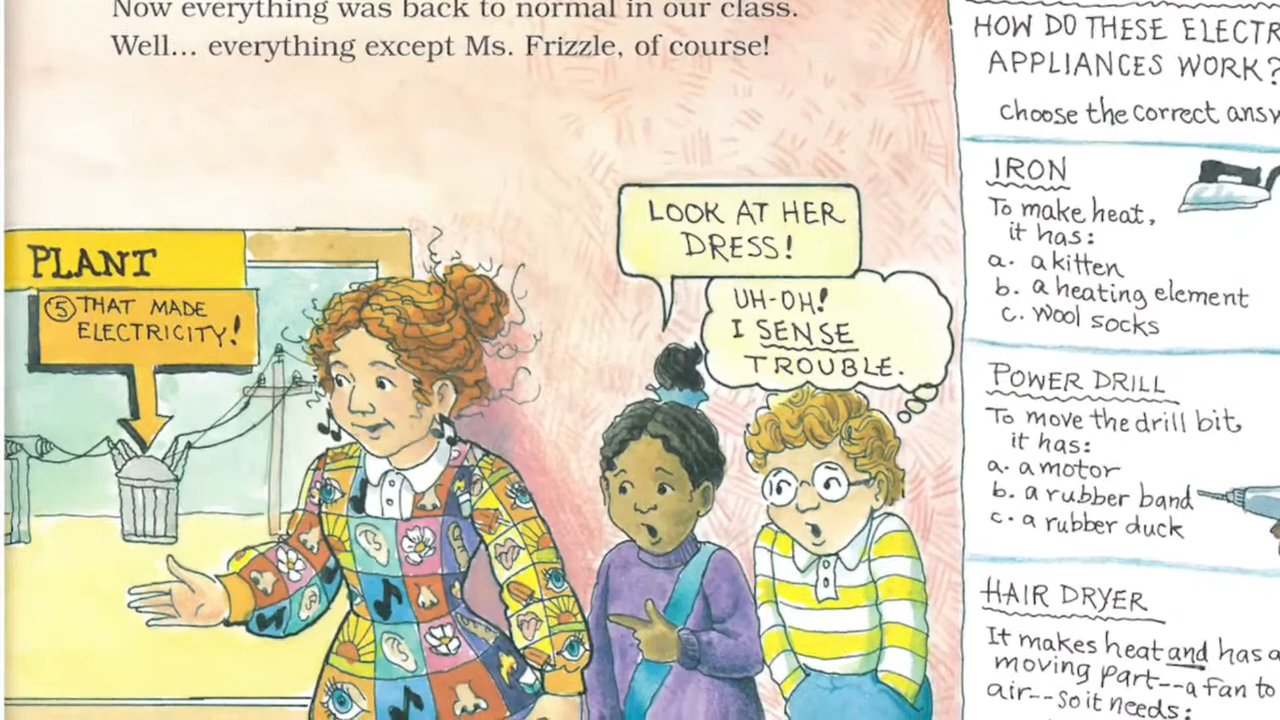 Now everything was back to normal in our class.
Well... everything except Ms. Frizzle, of course!
PLANT
⑤ THAT MADE
ELECTRICITY!
LOOK AT HER
DRESS!
UH-OH!
I SENSE
TROUBLE.
HOW DO THESE ELECTR
APPLIANCES WORK?
choose the correct answ
IRON
To make heat,
it has:
a. a kitten
b. a heating element
c. wool socks
POWER DRILL
To move the drill bit,
it has:
a. a motor
b. a rubber band
c. a rubber duck
HAIR DRYER
It makes heat and has a
moving part--a fan to
air--so it needs: